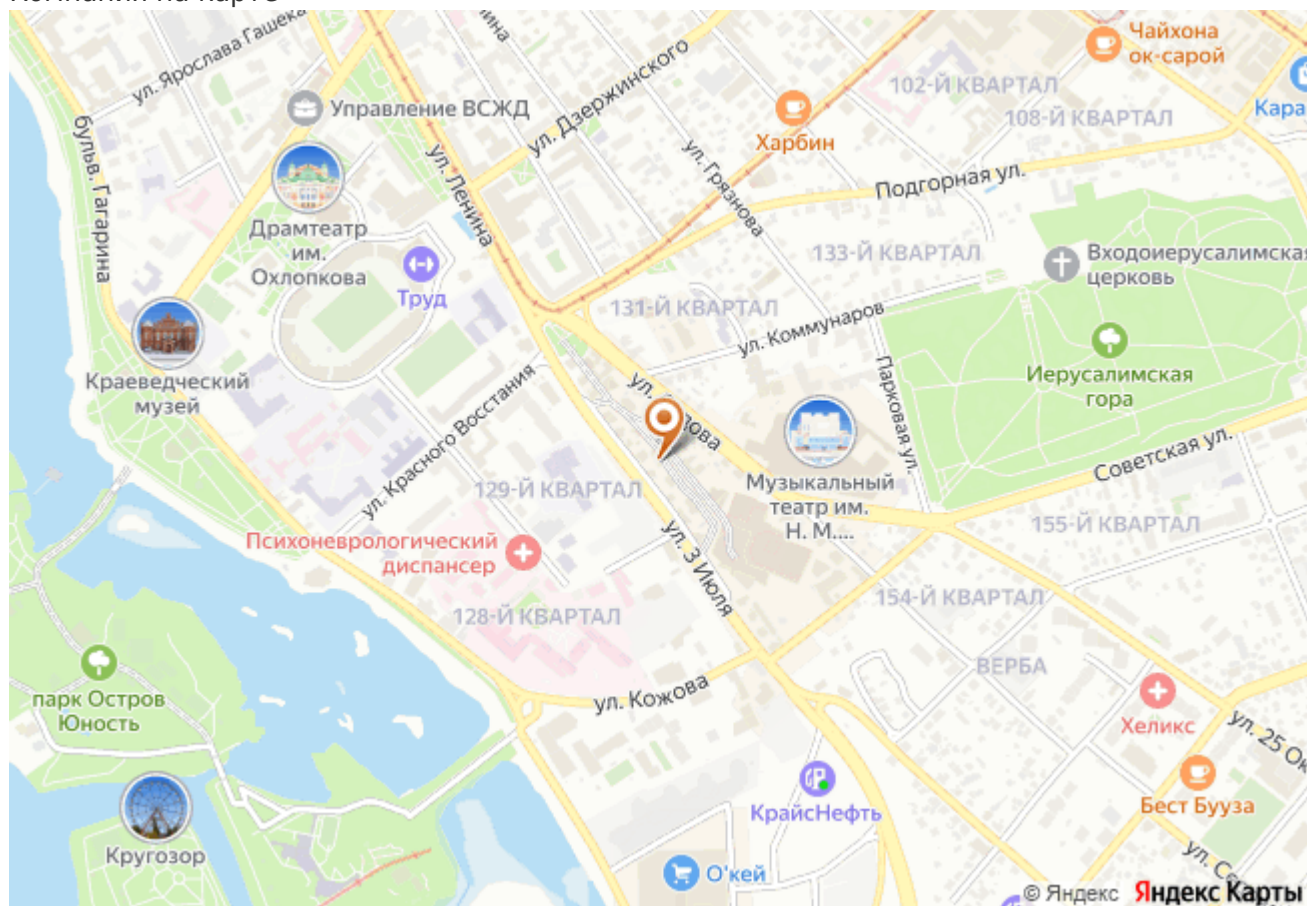 ул. Ярослава Гашека
Управление ВСЖД
ул. Дзержинского
Чайхона
ок-сарой
102-Й КВАРТАЛ
108-Й КВАРТАЛ
Харбин
бульв. Гагарина
ул. Ленина
ул. Грязнова
Подгорная ул.
Драмтеатр
им.
Охлопкова
Труд
133-Й КВАРТАЛ
Входоиерусалимская
церковь
131-Й КВАРТАЛ
ул. Коммунаров
Краеведческий
музей
Парковая ул.
Иерусалимская
гора
ул. Красного Восстания
Музыкальный
театр им.
Н. М....
Советская ул.
129-Й КВАРТАЛ
155-Й КВАРТАЛ
Психоневрологический
диспансер
ул. 3 Июля
128-Й КВАРТАЛ
154-Й КВАРТАЛ
ВЕРБА
парк Остров
Юность
ул. Кожова
Хеликс
ул. 25 Ок
КрайсНефть
Бест Бууза
Кругозор
О'кей
© Яндекс Яндекс Карты